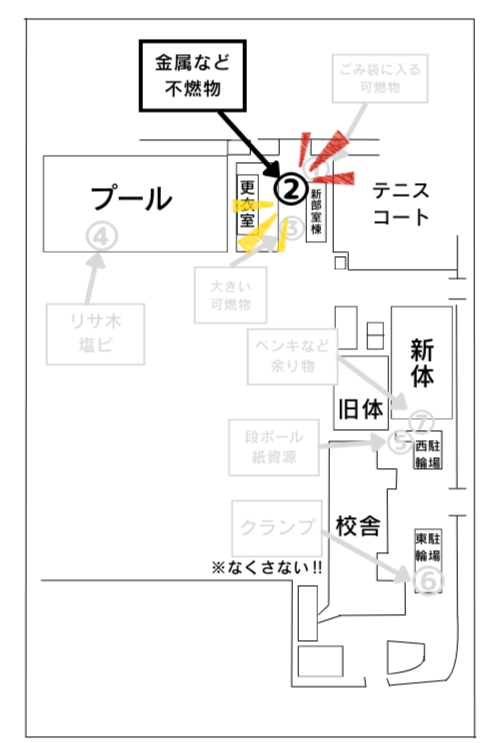 金属など
不燃物
ごみ袋に入る
可燃物
①
プール
更衣室
②
新部室棟
テニス
コート
④
③
大きい
可燃物
リサ木
塩ビ
ペンキなど
余り物
新体
旧体
⑦
段ボール
紙資源
⑤
西駐
輪場
クランプ
校舎
東駐
輪場
※なくさない!!
⑥